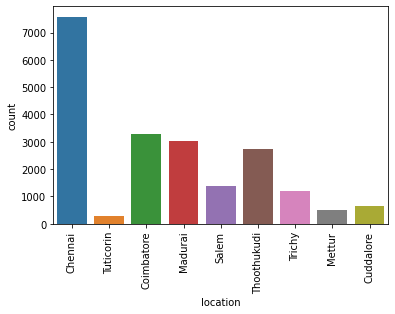 7000
6000
5000
4000
3000
2000
1000
0
count
Chennai
Tuticorin
Coimbatore
Madurai
Salem
Thoothukudi
Trichy
Mettur
Cuddalore
location